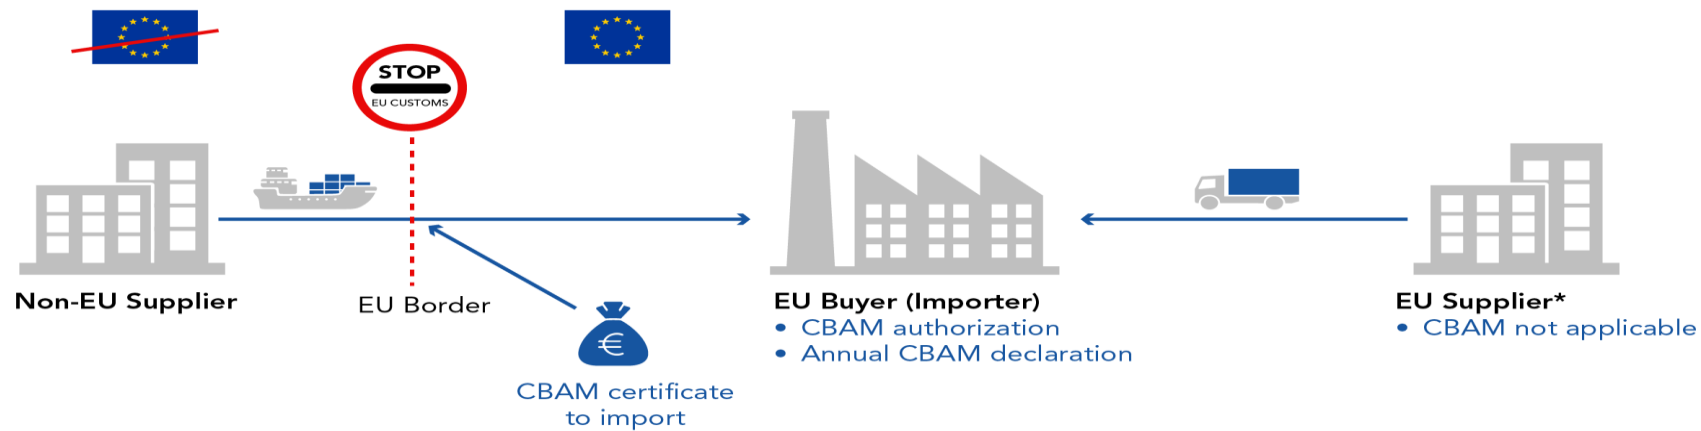 STOP
EU CUSTOMS
Non-EU Supplier
EU Border
€
CBAM certificate
to import
EU Buyer (Importer)
• CBAM authorization
• Annual CBAM declaration
EU Supplier*
• CBAM not applicable